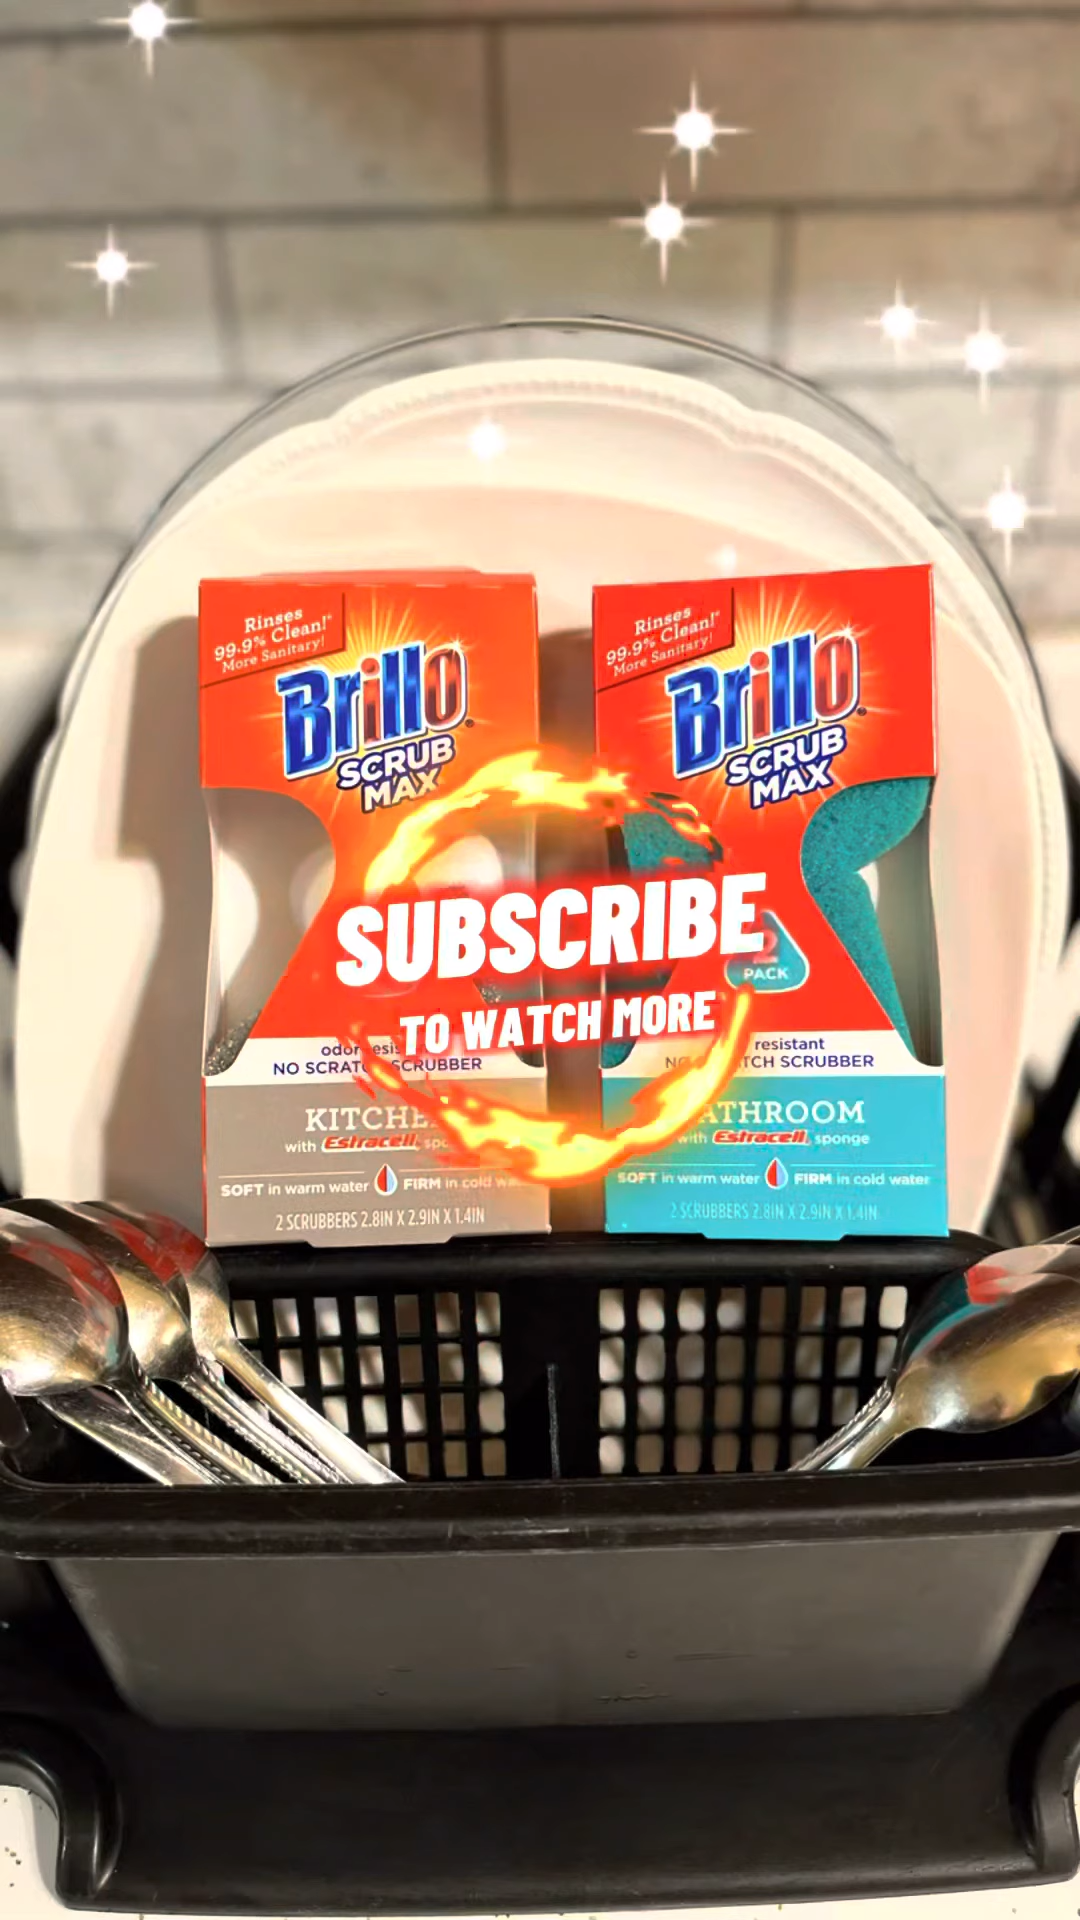 Rinses
99.9% Clean!*
More Sanitary!
Brillo®
SCRUB
MAX
Rinses
99.9% Clean!*
More Sanitary!
Brillo®
SCRUB
MAX
SUBSCRIBE
TO WATCH MORE
2
PACK
NO SCRUBBER
KITCHE
with Estracell®
SOFT in warm water FIRM in cold
2 SCRUBBERS 2.8IN X 2.9IN X 1.4IN
resistant
SCRUBBER
ATHROOM
with Estracell® sponge
SOFT in warm water FIRM in cold water
2 SCRUBBERS 2.8IN X 2.9IN X 1.4IN